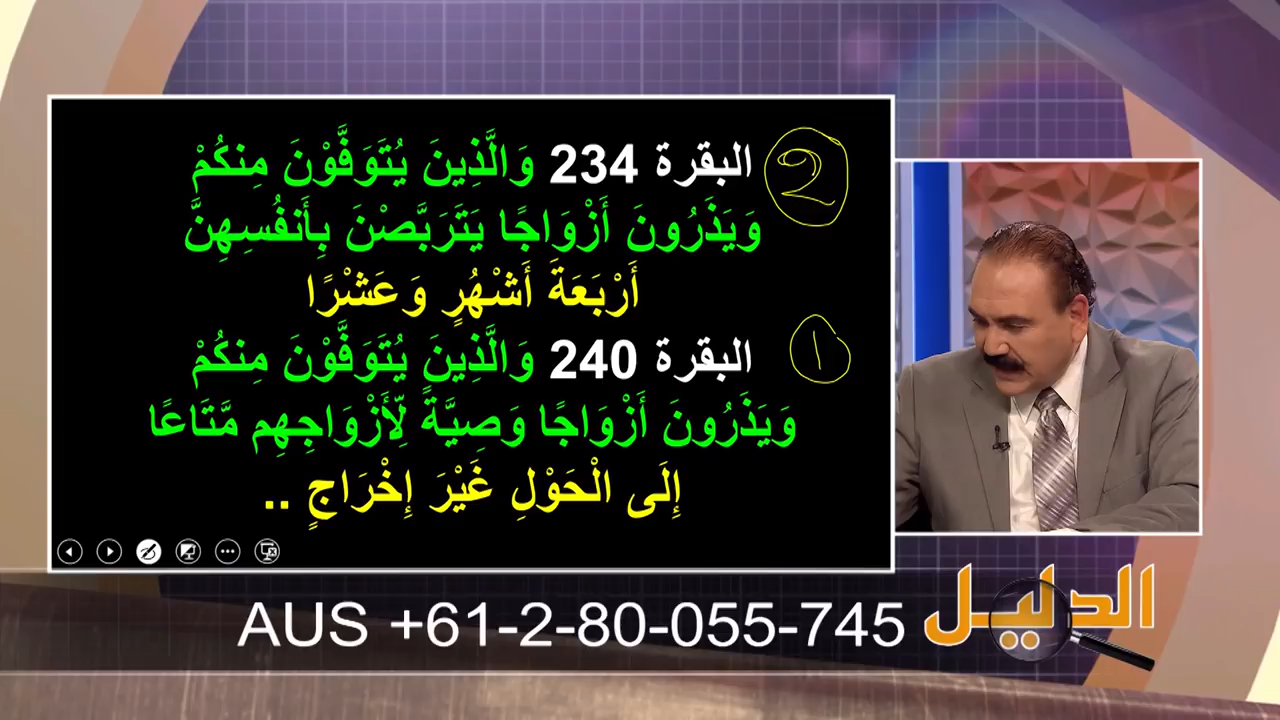 البقرة 234 وَالَّذِينَ يُتَوَفَّوْنَ مِنكُمْ
2
وَيَذَرُونَ أَزْوَاجًا يَتَرَبَّصْنَ بِأَنفُسِهِنَّ
أَرْبَعَةَ أَشْهُرٍ وَعَشْرًا
البقرة 240 وَالَّذِينَ يُتَوَفَّوْنَ مِنكُمْ
١
وَيَذَرُونَ أَزْوَاجًا وَصِيَّةً لِّأَزْوَاجِهِم مَّتَاعًا
إِلَى الْحَوْلِ غَيْرَ إِخْرَاجٍ ..
الدليل
AUS +61-2-80-055-745